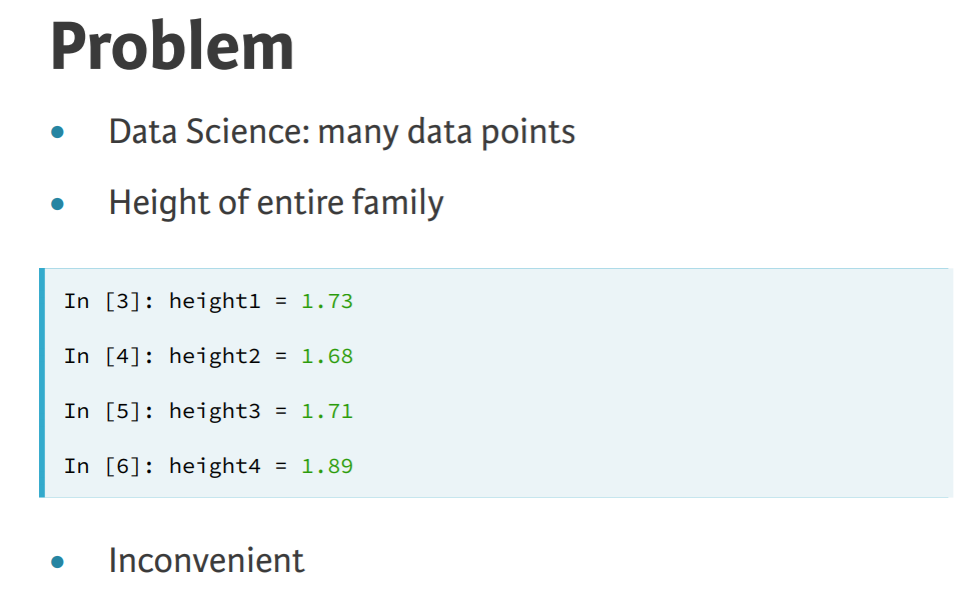 Problem
• Data Science: many data points
• Height of entire family
In [3]: height1 = 1.73
In [4]: height2 = 1.68
In [5]: height3 = 1.71
In [6]: height4 = 1.89
• Inconvenient